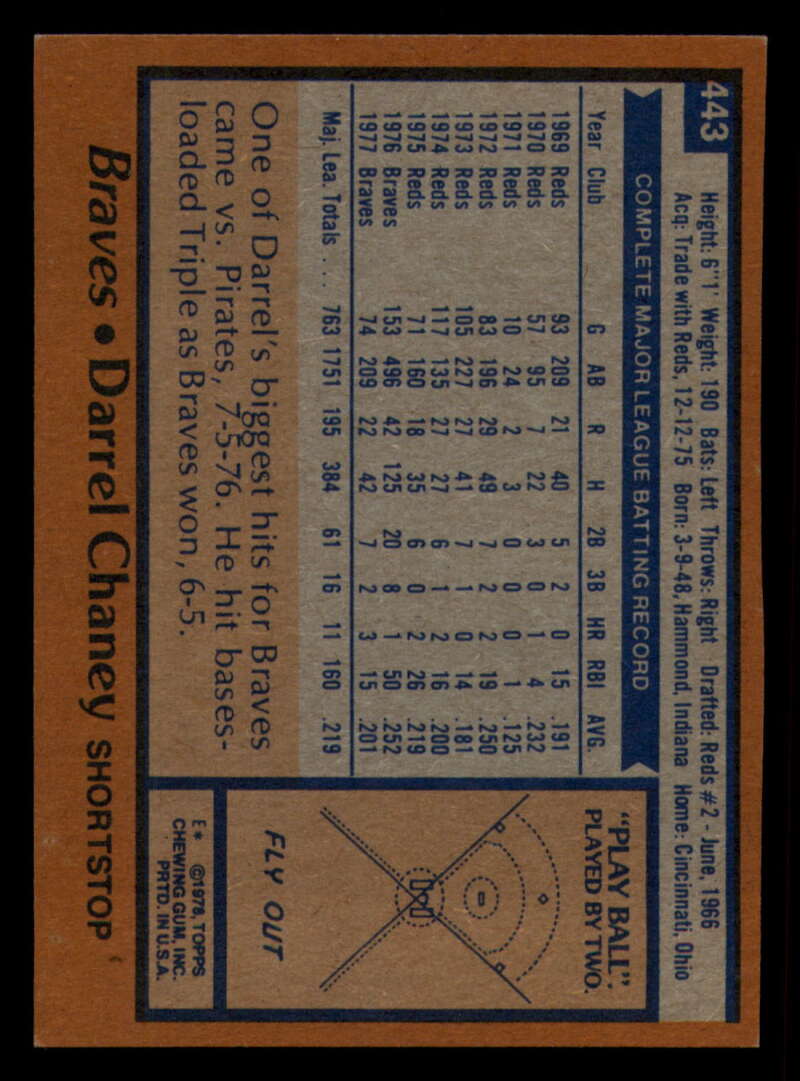 443
Height: 6"1' Weight: 190 Bats: Left Throws: Right Drafted: Reds #2 - June, 1966
Acq: Trade with Reds, 12-12-75 Born: 3-9-48, Hammond, Indiana Home: Cincinnati, Ohio
COMPLETE MAJOR LEAGUE BATTING RECORD
Year Club G AB R H 2B 3B HR RBI AVG.
1969 Reds 93 209 21 40 5 2 0 15 .191
1970 Reds 57 95 7 22 3 0 1 4 .232
1971 Reds 10 24 2 3 0 0 0 1 .125
1972 Reds 83 196 29 49 7 2 2 19 .250
1973 Reds 105 227 27 41 7 1 0 14 .181
1974 Reds 117 135 27 27 6 1 2 16 .200
1975 Reds 71 160 18 35 6 0 2 26 .219
1976 Braves 153 496 42 125 20 8 1 50 .252
1977 Braves 74 209 22 42 7 2 3 15 .201
Maj. Lea. Totals . . . 763 1751 195 384 61 16 11 160 .219
One of Darrel's biggest hits for Braves
came vs. Pirates, 7-5-76. He hit bases-
loaded Triple as Braves won, 6-5.
"PLAY BALL".
PLAYED BY TWO.
FLY OUT
E* ©1978, TOPPS
CHEWING GUM, INC.
PRTD. IN U.S.A.
Braves • Darrel Chaney SHORTSTOP